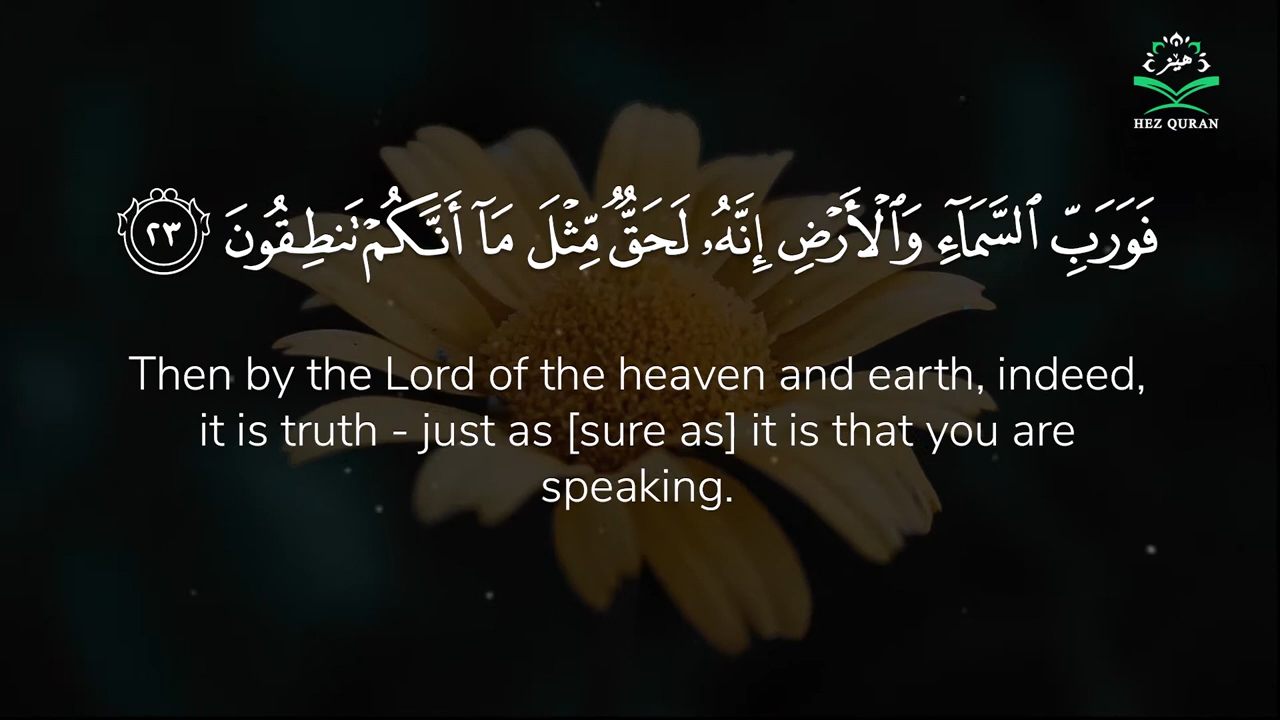 هێز
HEZ QURAN
فَوَرَبِّ ٱلسَّمَآءِ وَٱلْأَرْضِ إِنَّهُۥ لَحَقٌّۭ مِّثْلَ مَآ أَنَّكُمْ تَنطِقُونَ ٢٣
Then by the Lord of the heaven and earth, indeed,
it is truth - just as [sure as] it is that you are
speaking.